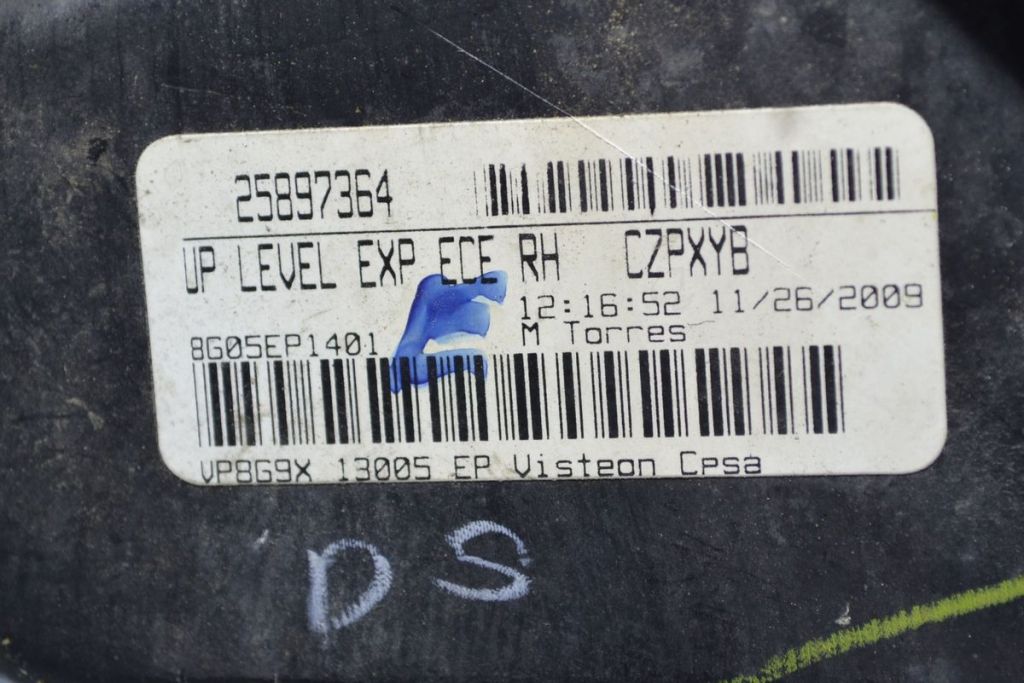 25897364
UP LEVEL EXP ECE RH CZPXYB
12:16:52 11/26/2009
M Torres
8G05EP1401
E
VP8G9X 13005 EP Visteon Cpsa
DS